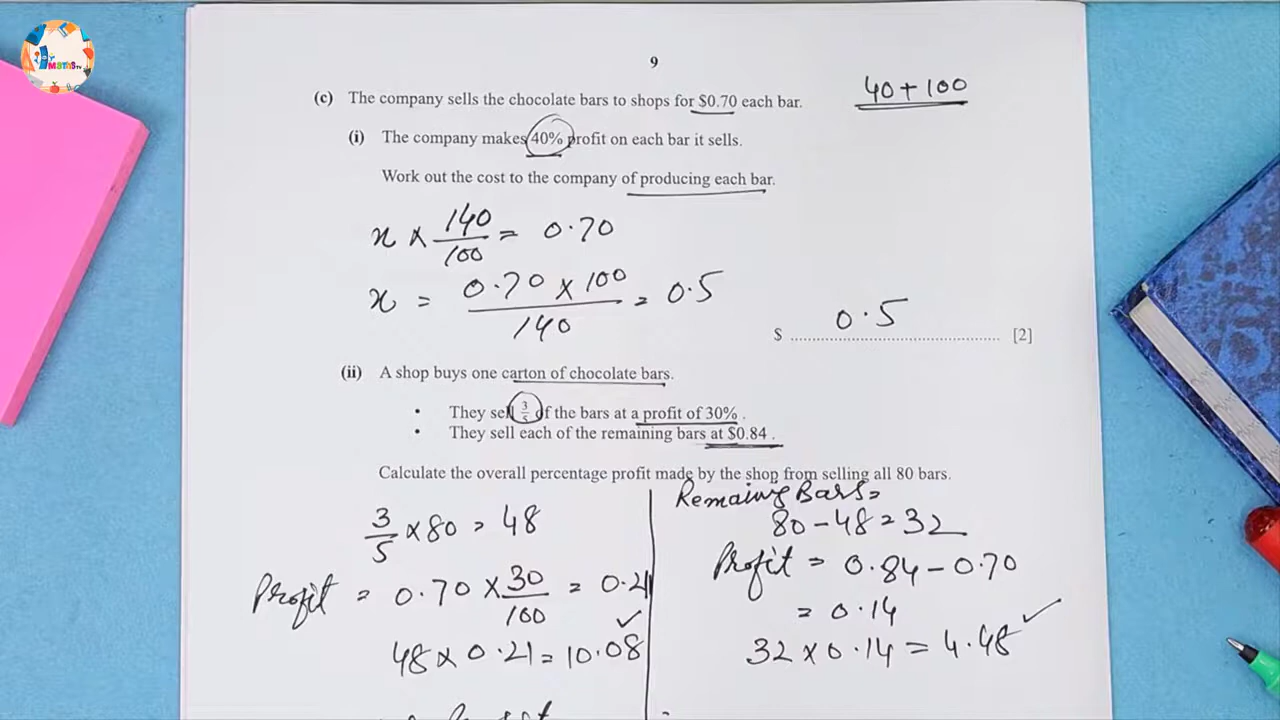 MATHS TV
9
(c) The company sells the chocolate bars to shops for $0.70 each bar.
40 + 100
(i) The company makes 40% profit on each bar it sells.
Work out the cost to the company of producing each bar.
x × 140/100 = 0.70
x = 0.70 × 100/140 = 0.5
0.5
$ ........................................ [2]
(ii) A shop buys one carton of chocolate bars.
• They sell 3/5 of the bars at a profit of 30% .
• They sell each of the remaining bars at $0.84 .
Calculate the overall percentage profit made by the shop from selling all 80 bars.
3/5 × 80 = 48
Profit = 0.70 × 30/100 = 0.21
48 × 0.21 = 10.08 ✓
Remaing Bars =
80 - 48 = 32
Profit = 0.84 - 0.70
= 0.14
32 × 0.14 = 4.48 ✓